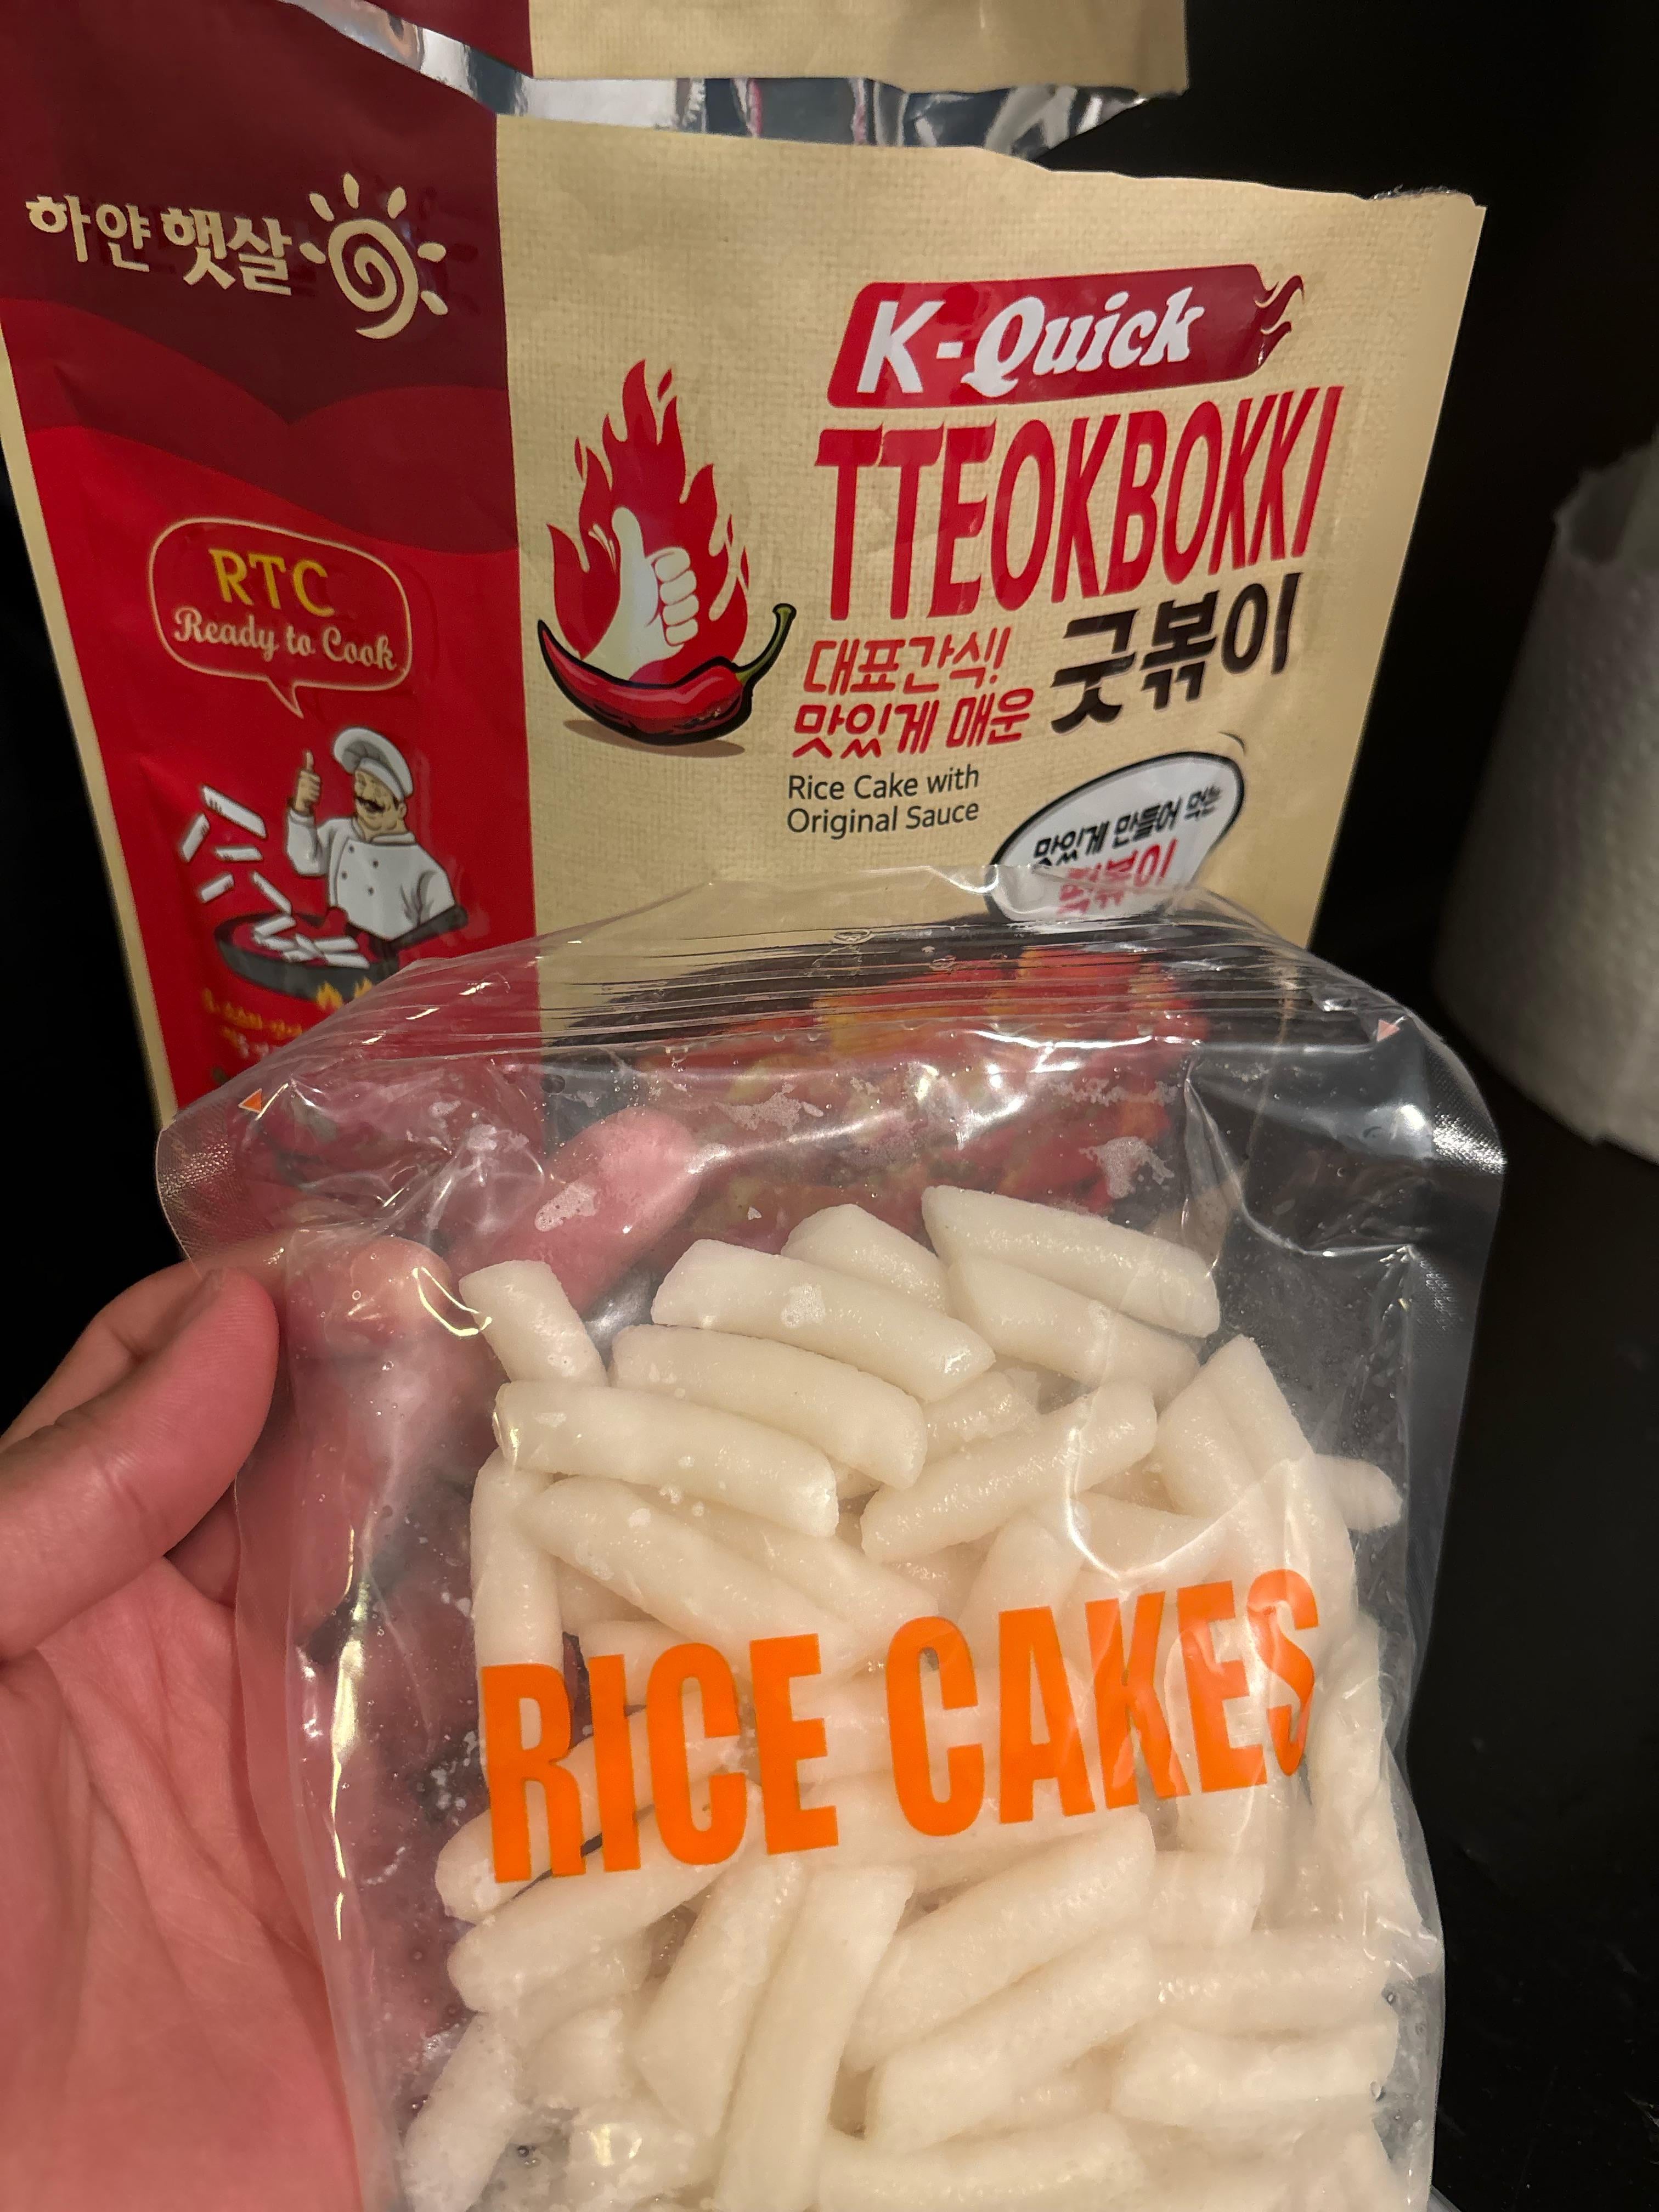 하얀 햇살
K-Quick
TTEOKBOKKI
대표간식!
맛있게 매운
굿볶이
Rice Cake with
Original Sauce
맛있게 만들어 먹는
RTC
Ready to Cook
RICE CAKES